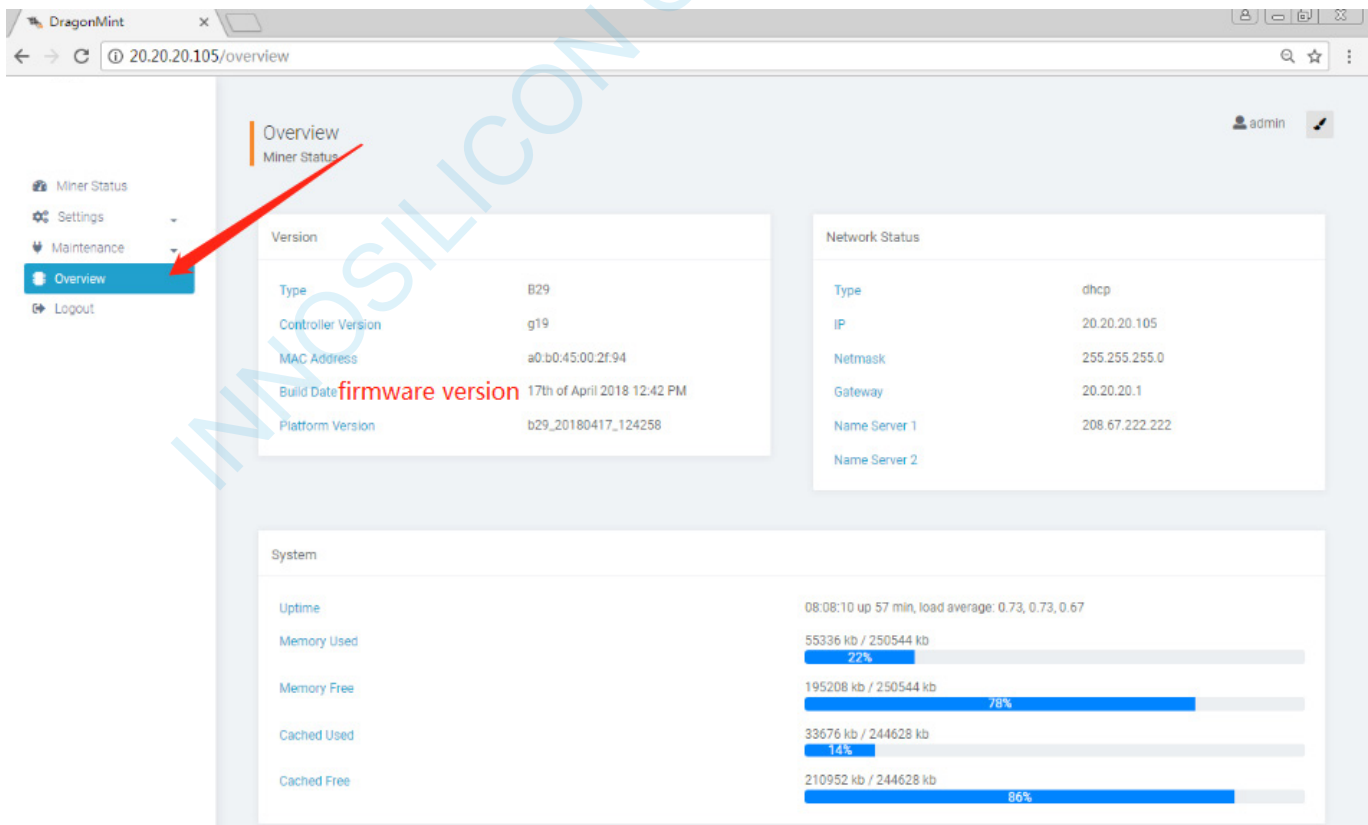 DragonMint
20.20.20.105/overview
Overview
Miner Status
admin
Miner Status
Settings
Maintenance
Overview
Logout
Version
Type B29
Controller Version g19
MAC Address a0:b0:45:00:2f:94
Build Date firmware version 17th of April 2018 12:42 PM
Platform Version b29_20180417_124258
Network Status
Type dhcp
IP 20.20.20.105
Netmask 255.255.255.0
Gateway 20.20.20.1
Name Server 1 208.67.222.222
Name Server 2
System
Uptime 08:08:10 up 57 min, load average: 0.73, 0.73, 0.67
Memory Used 55336 kb / 250544 kb
22%
Memory Free 195208 kb / 250544 kb
78%
Cached Used 33676 kb / 244628 kb
14%
Cached Free 210952 kb / 244628 kb
86%
INNOSILICON